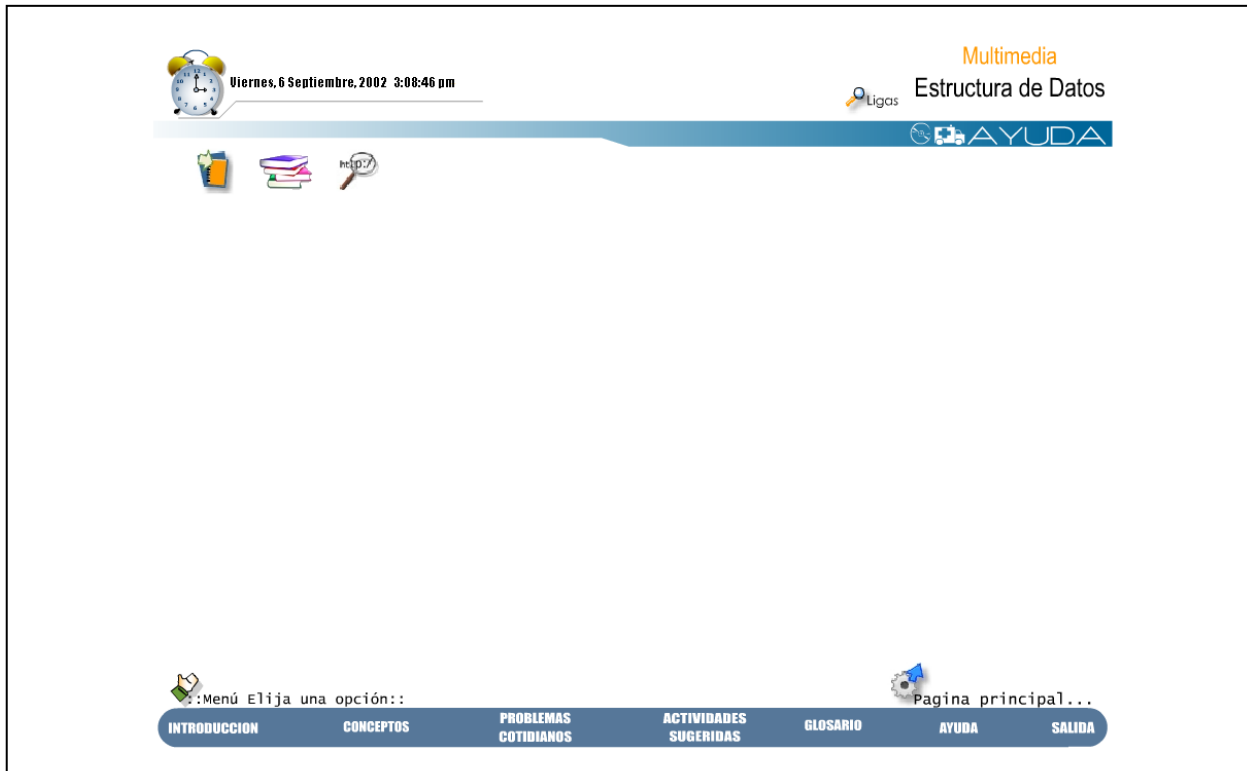 Multimedia
Viernes, 6 Septiembre, 2002 3:08:46 pm
Ligas
Estructura de Datos
AYUDA
http:/
::Menú Elija una opción::
Pagina principal...
INTRODUCCION
CONCEPTOS
PROBLEMAS
COTIDIANOS
ACTIVIDADES
SUGERIDAS
GLOSARIO
AYUDA
SALIDA